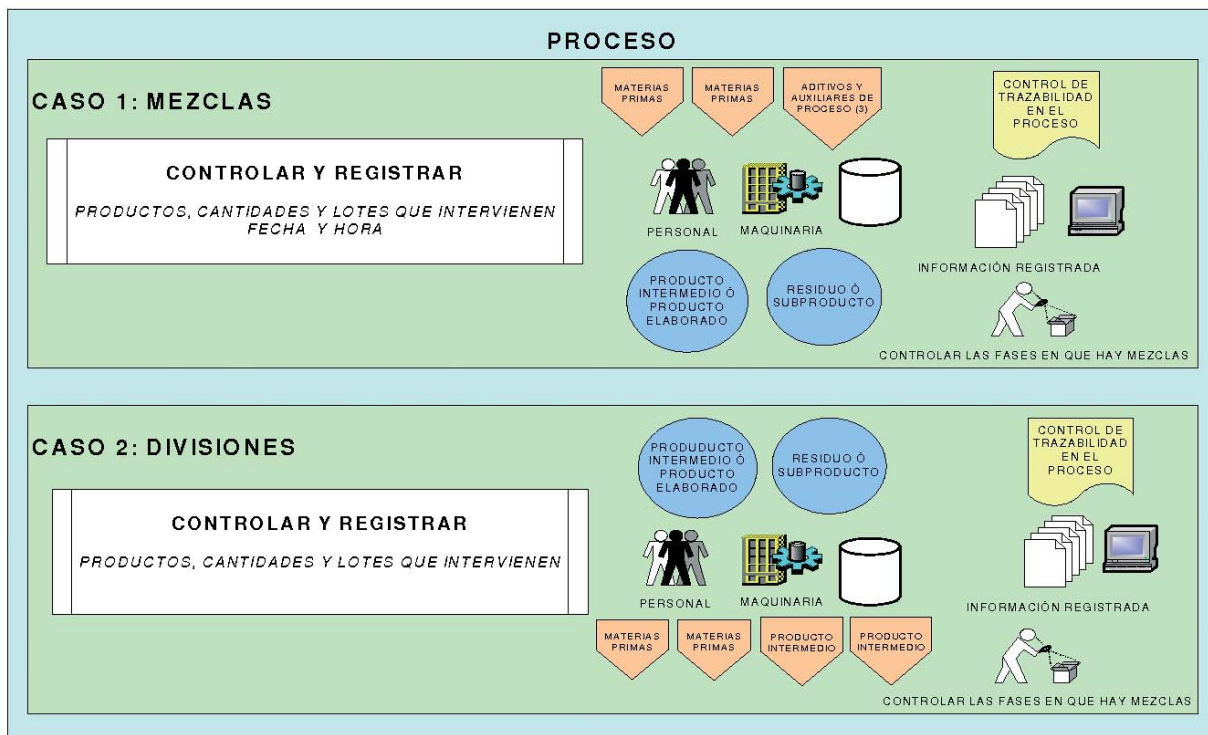 PROCESO
CASO 1: MEZCLAS
CONTROLAR Y REGISTRAR
PRODUCTOS, CANTIDADES Y LOTES QUE INTERVIENEN
FECHA Y HORA
MATERIAS
PRIMAS
MATERIAS
PRIMAS
ADITIVOS Y
AUXILIARES DE
PROCESO (3)
PERSONAL
MAQUINARIA
PRODUCTO
INTERMEDIO Ó
PRODUCTO
ELABORADO
RESIDUO Ó
SUBPRODUCTO
CONTROL DE
TRAZABILIDAD
EN EL
PROCESO
INFORMACIÓN REGISTRADA
CONTROLAR LAS FASES EN QUE HAY MEZCLAS
CASO 2: DIVISIONES
CONTROLAR Y REGISTRAR
PRODUCTOS, CANTIDADES Y LOTES QUE INTERVIENEN
PRODUDUCTO
INTERMEDIO Ó
PRODUCTO
ELABORADO
RESIDUO Ó
SUBPRODUCTO
PERSONAL
MAQUINARIA
MATERIAS
PRIMAS
MATERIAS
PRIMAS
PRODUCTO
INTERMEDIO
PRODUCTO
INTERMEDIO
CONTROL DE
TRAZABILIDAD
EN EL
PROCESO
INFORMACIÓN REGISTRADA
CONTROLAR LAS FASES EN QUE HAY MEZCLAS